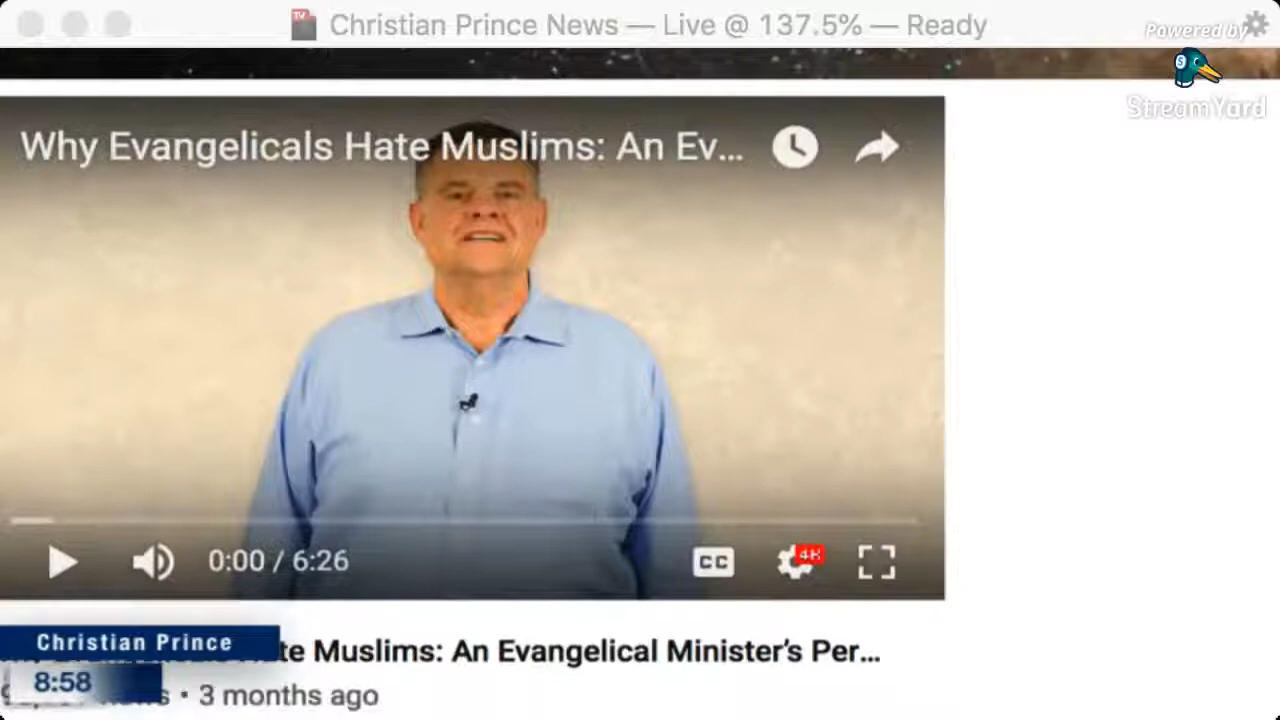 Christian Prince News — Live @ 137.5% — Ready
Powered by
StreamYard
Why Evangelicals Hate Muslims: An Ev...
0:00 / 6:26
CC
4K
Christian Prince
te Muslims: An Evangelical Minister’s Per...
8:58
• 3 months ago